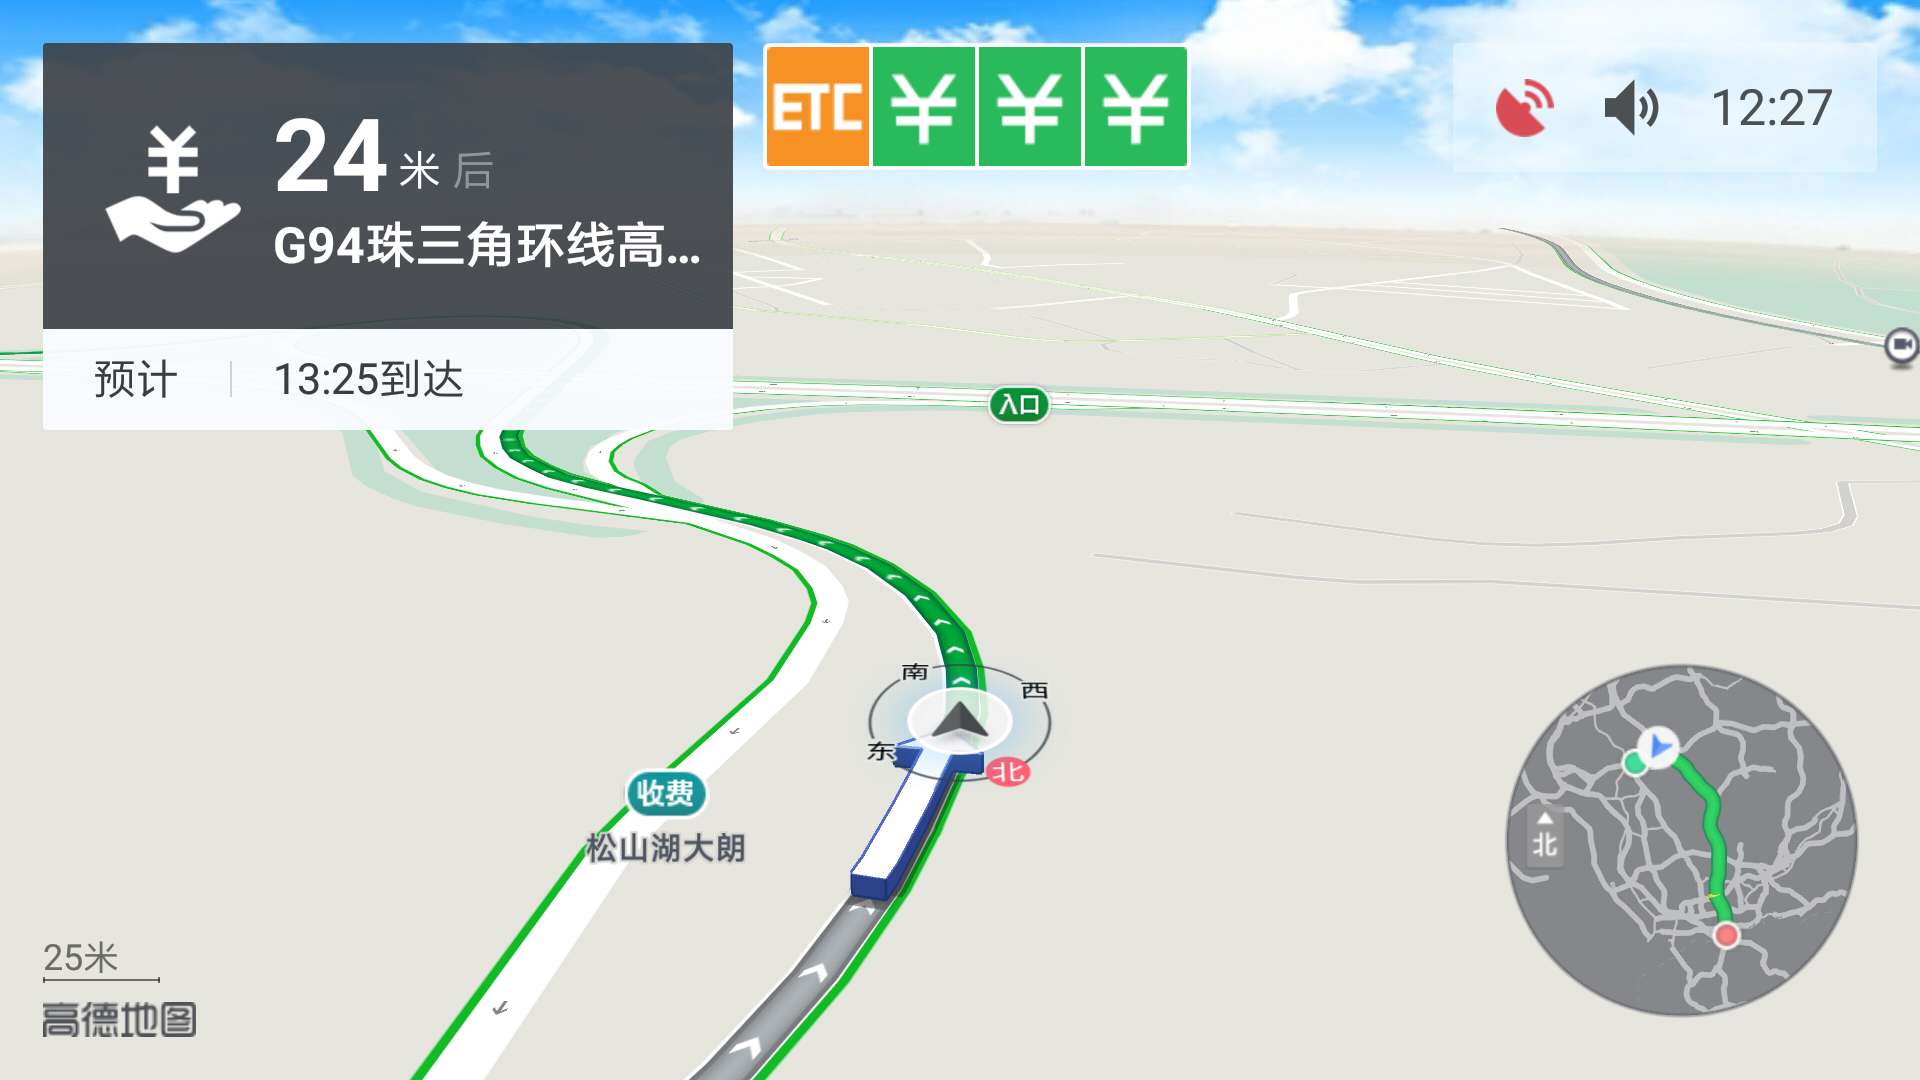 24 米 后
G94珠三角环线高...
预计 13:25到达
ETC ¥ ¥ ¥
12:27
入口
南
西
东
北
收费
松山湖大朗
北
25米
高德地图